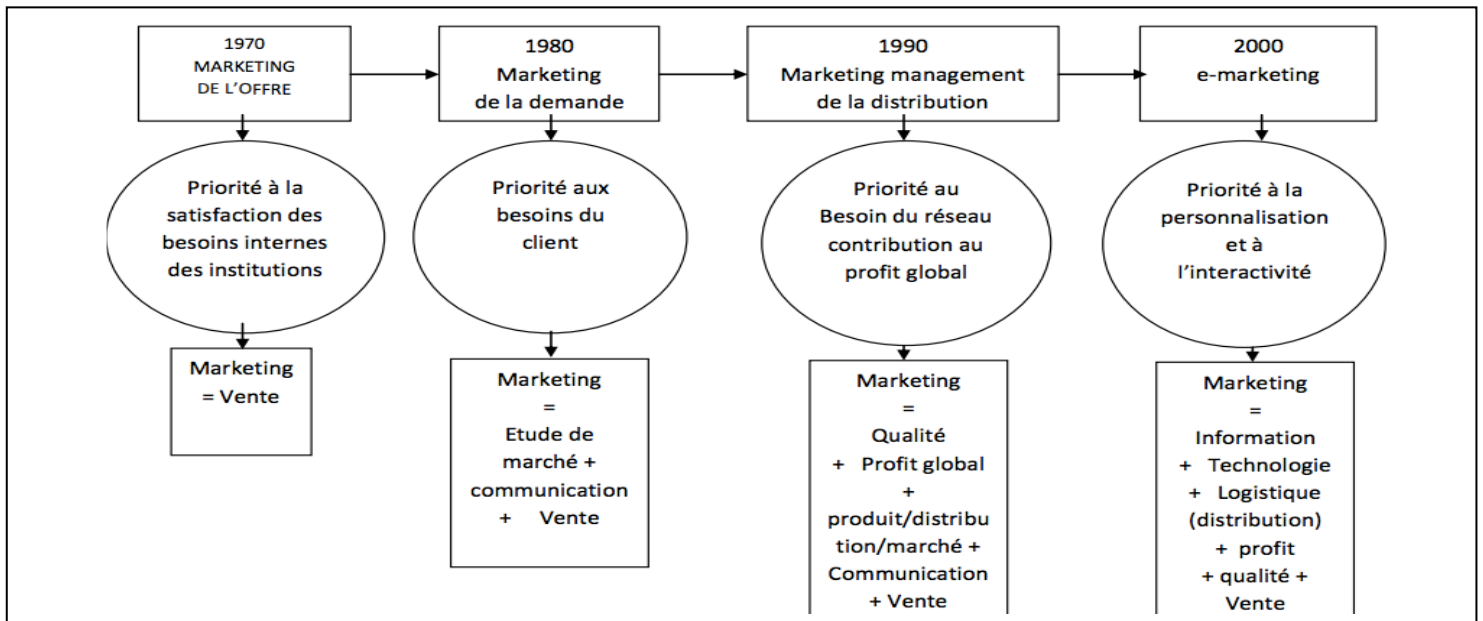 1970
MARKETING
DE L'OFFRE
1980
Marketing
de la demande
1990
Marketing management
de la distribution
2000
e-marketing
Priorité à la
satisfaction des
besoins internes
des institutions
Priorité aux
besoins du
client
Priorité au
Besoin du réseau
contribution au
profit global
Priorité à la
personnalisation
et à
l'interactivité
Marketing
= Vente
Marketing
=
Etude de
marché +
communication
+ Vente
Marketing
=
Qualité
+ Profit global
+
produit/distribu
tion/marché +
Communication
+ Vente
Marketing
=
Information
+ Technologie
+ Logistique
(distribution)
+ profit
+ qualité +
Vente